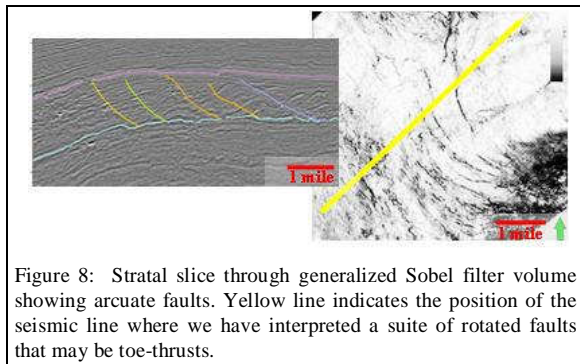 1 mile
1 mile
Figure 8: Stratal slice through generalized Sobel filter volume
showing arcuate faults. Yellow line indicates the position of the
seismic line where we have interpreted a suite of rotated faults
that may be toe-thrusts.